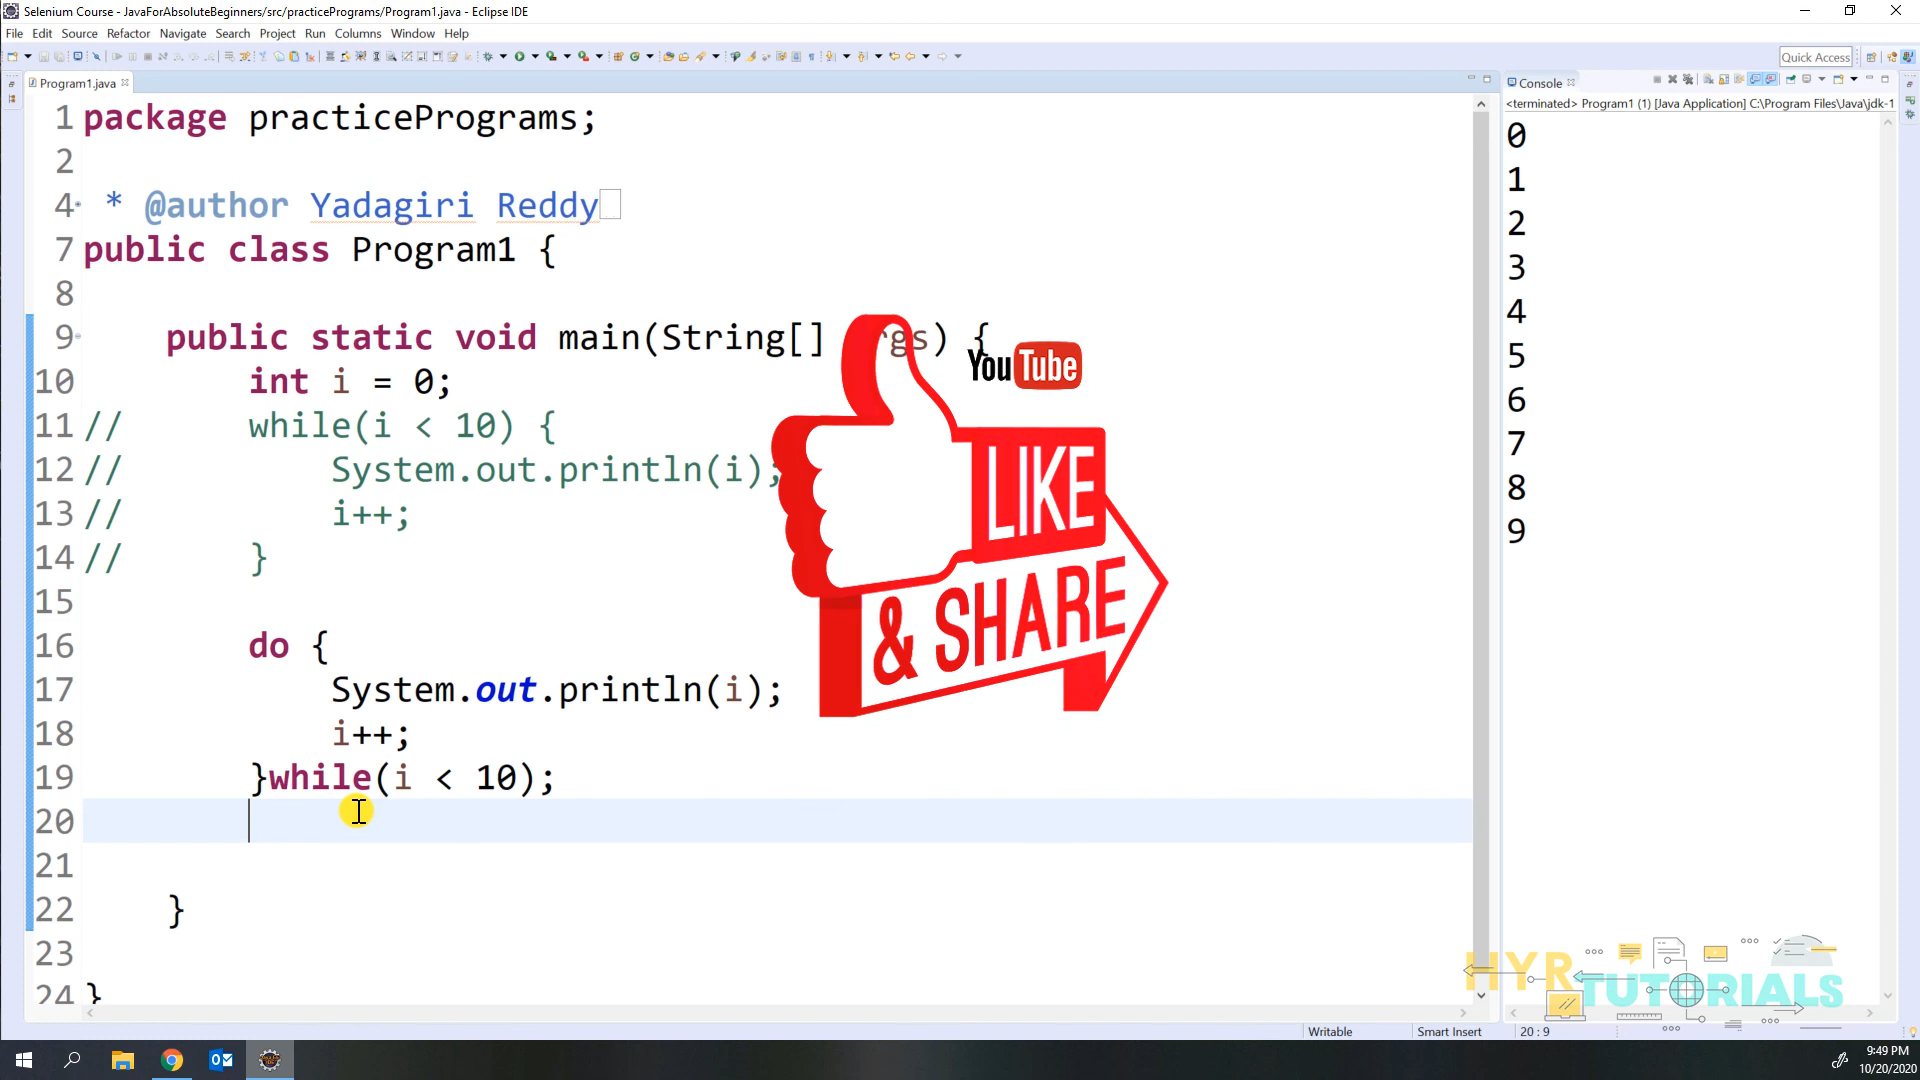 Selenium Course - JavaForAbsoluteBeginners/src/practicePrograms/Program1.java - Eclipse IDE
File Edit Source Refactor Navigate Search Project Run Columns Window Help
Quick Access
Program1.java
Console
<terminated> Program1 (1) [Java Application] C:\Program Files\Java\jdk-1
1 package practicePrograms;
2
4 * @author Yadagiri Reddy
7 public class Program1 {
8
9 public static void main(String[] rgs) {
10 int i = 0;
11 // while(i < 10) {
12 // System.out.println(i);
13 // i++;
14 // }
15
16 do {
17 System.out.println(i);
18 i++;
19 }while(i < 10);
20
21
22 }
23
24 }
0
1
2
3
4
5
6
7
8
9
YouTube
LIKE
& SHARE
HYR
TUTORIALS
Writable Smart Insert 20 : 9
9:49 PM
10/20/2020